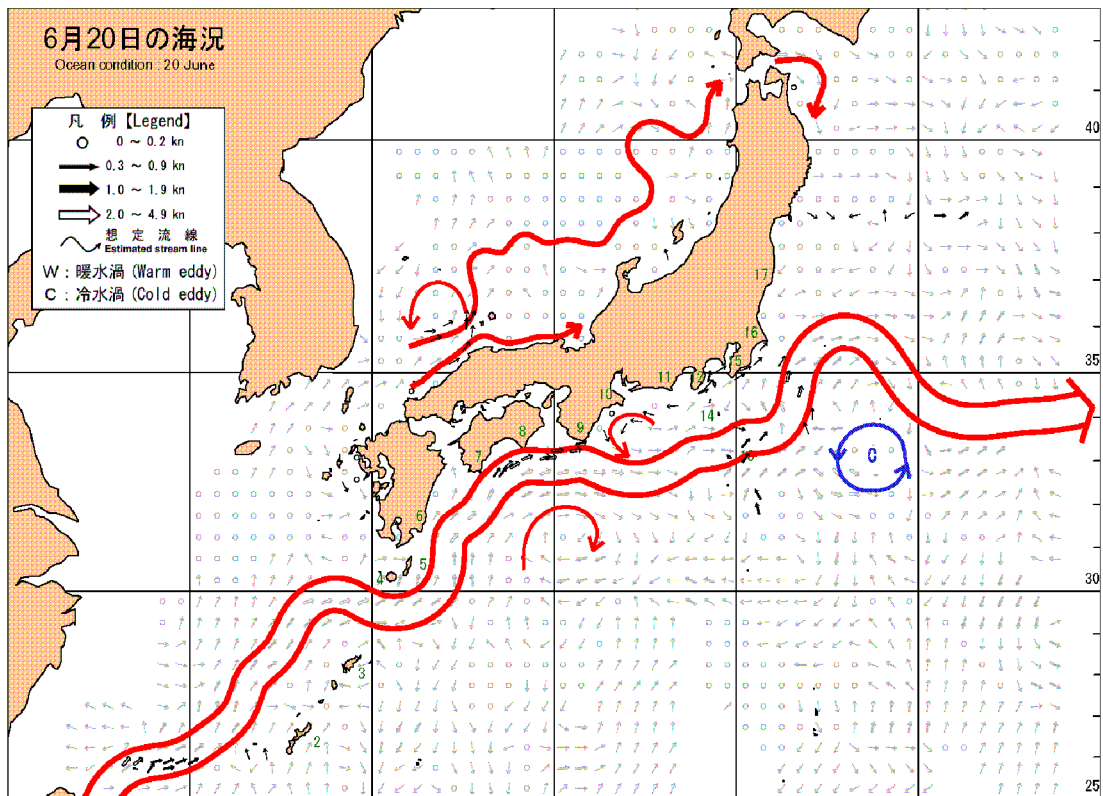 6月20日の海況
Ocean condition : 20 June
凡 例【Legend】
0 ～ 0.2 kn
0.3 ～ 0.9 kn
1.0 ～ 1.9 kn
2.0 ～ 4.9 kn
想 定 流 線
Estimated stream line
W : 暖水渦 (Warm eddy)
C : 冷水渦 (Cold eddy)
40
17
16
35
15
12
11
10
14
9
8
7
C
6
5
4
30
3
2
25